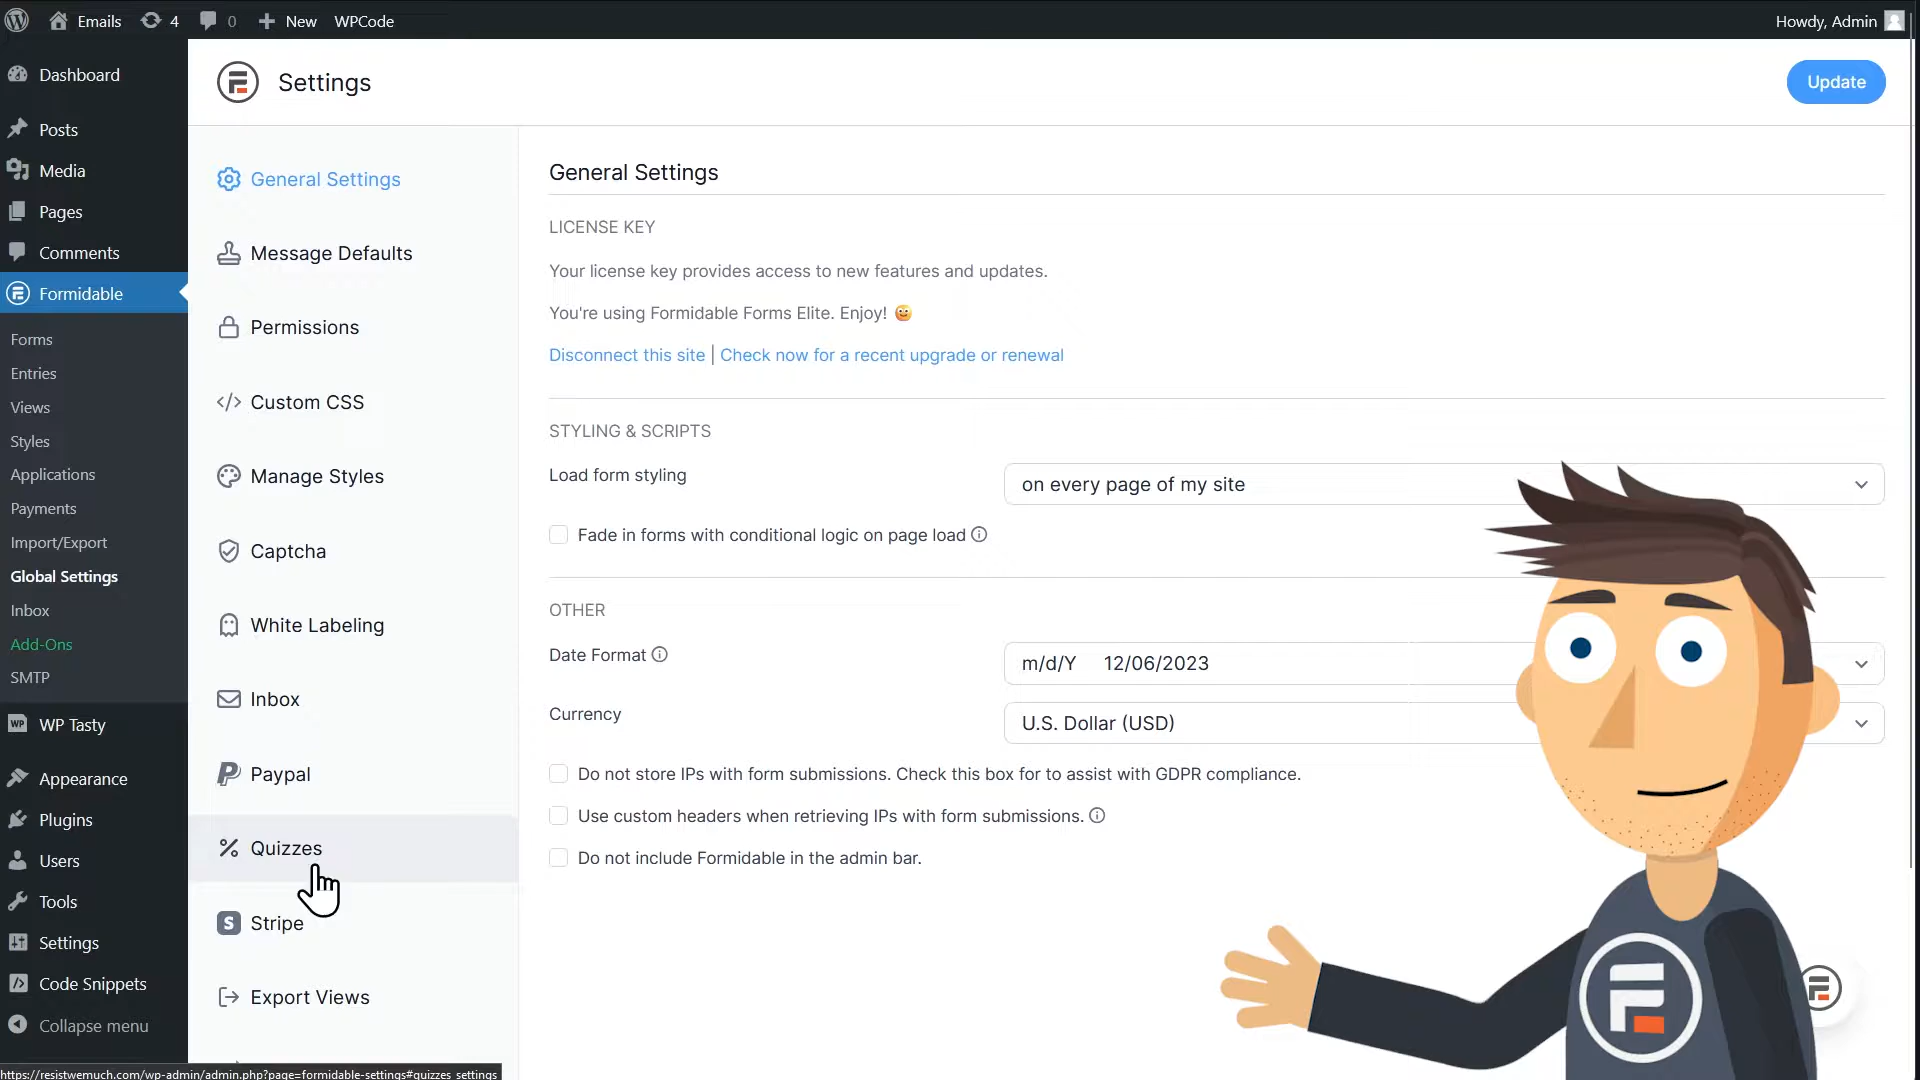 Emails 4 0 New WPCode Howdy, Admin
Dashboard
Posts
Media
Pages
Comments
Formidable
Forms
Entries
Views
Styles
Applications
Payments
Import/Export
Global Settings
Inbox
Add-Ons
SMTP
WP WP Tasty
Appearance
Plugins
Users
Tools
Settings
Code Snippets
Collapse menu
Settings
Update
General Settings
Message Defaults
Permissions
</> Custom CSS
Manage Styles
Captcha
White Labeling
Inbox
Paypal
Quizzes
S Stripe
Export Views
General Settings
LICENSE KEY
Your license key provides access to new features and updates.
You're using Formidable Forms Elite. Enjoy!
Disconnect this site | Check now for a recent upgrade or renewal
STYLING & SCRIPTS
Load form styling
on every page of my site
Fade in forms with conditional logic on page load
OTHER
Date Format
m/d/Y 12/06/2023
Currency
U.S. Dollar (USD)
Do not store IPs with form submissions. Check this box for to assist with GDPR compliance.
Use custom headers when retrieving IPs with form submissions.
Do not include Formidable in the admin bar.
https://resistwemuch.com/wp-admin/admin.php?page=formidable-settings#quizzes_settings